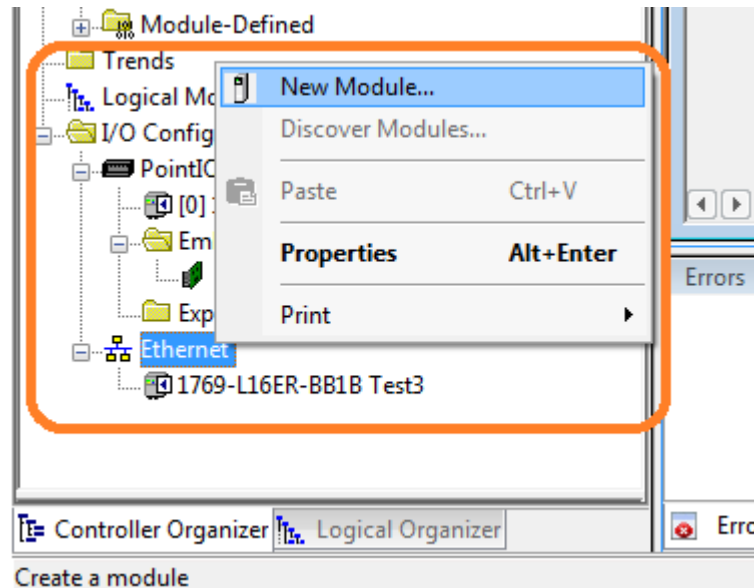 Module-Defined
Trends
Logical Mo
New Module...
I/O Config
Discover Modules...
PointIO
[0]
Paste Ctrl+V
Em
Properties Alt+Enter
Errors
Exp
Print
Ethernet
1769-L16ER-BB1B Test3
Controller Organizer Logical Organizer
Erro
Create a module